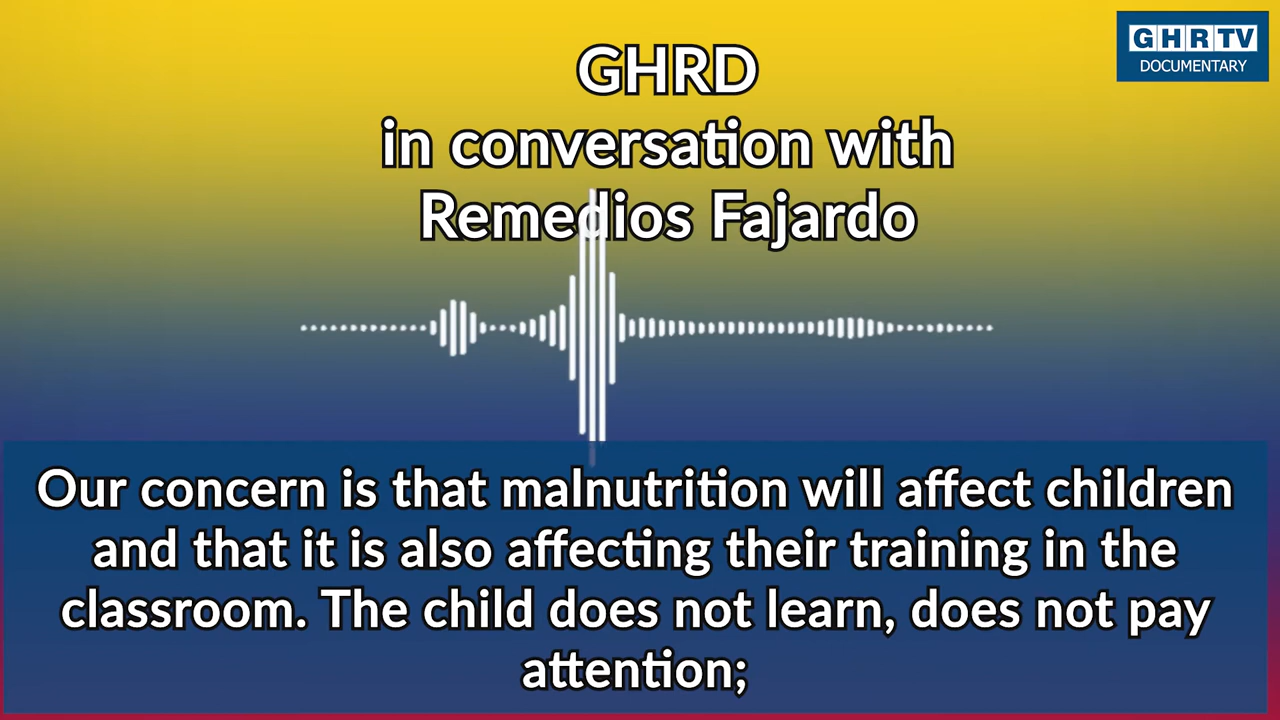 GHRTV
DOCUMENTARY
GHRD
in conversation with
Remedios Fajardo
Our concern is that malnutrition will affect children
and that it is also affecting their training in the
classroom. The child does not learn, does not pay
attention;